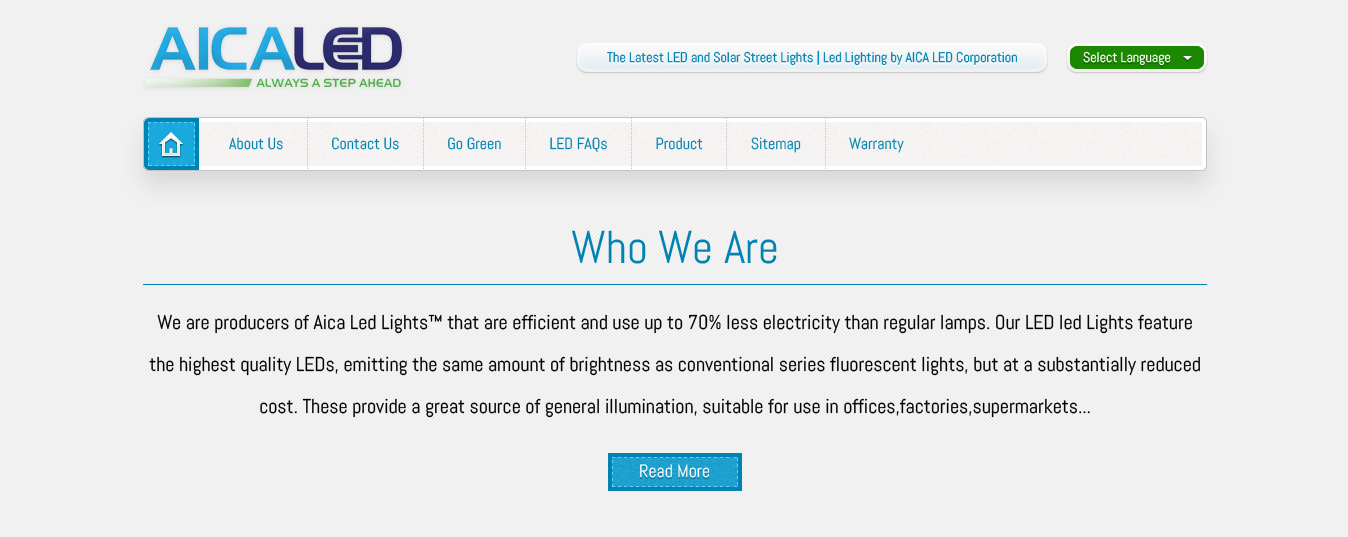 AICALED
ALWAYS A STEP AHEAD
The Latest LED and Solar Street Lights | Led Lighting by AICA LED Corporation
Select Language
About Us
Contact Us
Go Green
LED FAQs
Product
Sitemap
Warranty
Who We Are
We are producers of Aica Led Lights™ that are efficient and use up to 70% less electricity than regular lamps. Our LED led Lights feature
the highest quality LEDs, emitting the same amount of brightness as conventional series fluorescent lights, but at a substantially reduced
cost. These provide a great source of general illumination, suitable for use in offices,factories,supermarkets...
Read More